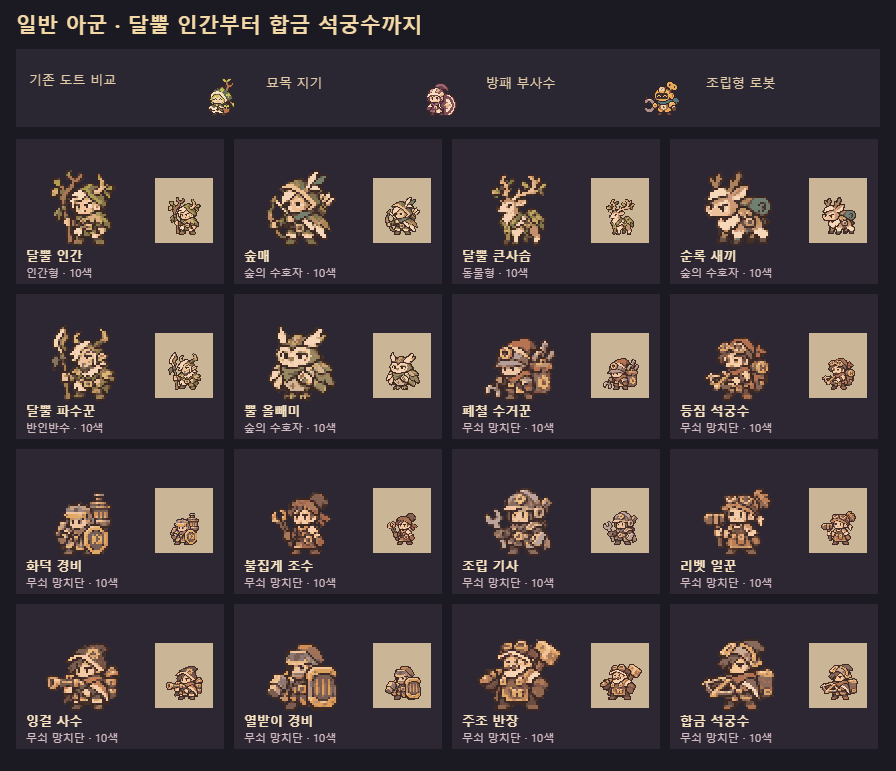 일반 아군 · 달뿔 인간부터 합금 석궁수까지
기존 도트 비교
묘목 지기
방패 부사수
조립형 로봇
달뿔 인간
인간형 · 10색
숲매
숲의 수호자 · 10색
달뿔 큰사슴
동물형 · 10색
순록 새끼
숲의 수호자 · 10색
달뿔 파수꾼
반인반수 · 10색
뿔 올빼미
숲의 수호자 · 10색
폐철 수거꾼
무쇠 망치단 · 10색
등짐 석궁수
무쇠 망치단 · 10색
화덕 경비
무쇠 망치단 · 10색
불집게 조수
무쇠 망치단 · 10색
조립 기사
무쇠 망치단 · 10색
리벳 일꾼
무쇠 망치단 · 10색
잉걸 사수
무쇠 망치단 · 10색
열받이 경비
무쇠 망치단 · 10색
주조 반장
무쇠 망치단 · 10색
합금 석궁수
무쇠 망치단 · 10색